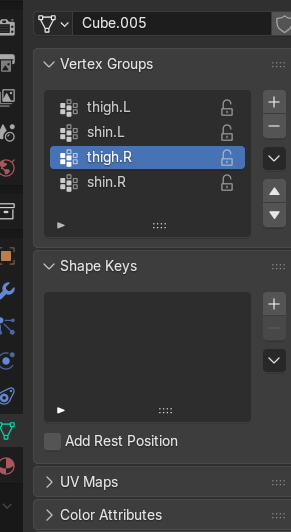 Cube.005
Vertex Groups
thigh.L
shin.L
thigh.R
shin.R
Shape Keys
Add Rest Position
UV Maps
Color Attributes